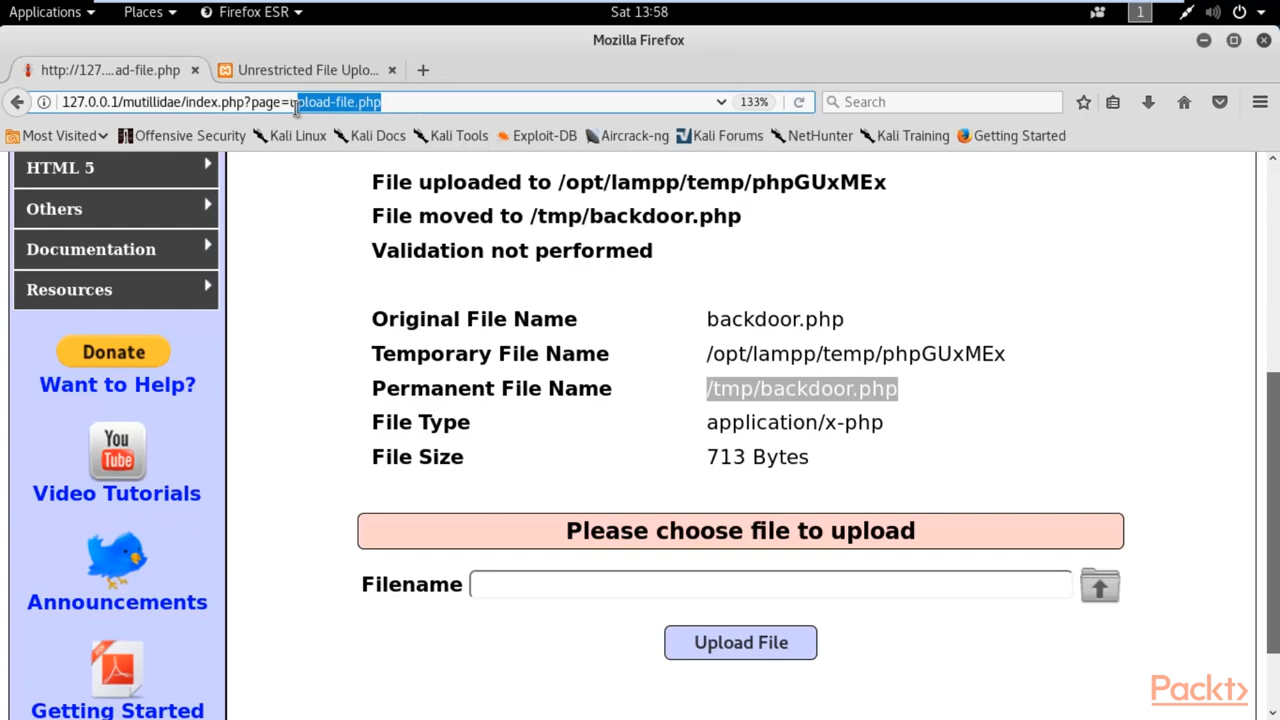 Applications Places Firefox ESR Sat 13:58 1
Mozilla Firefox
http://127....ad-file.php Unrestricted File Uplo...
127.0.0.1/mutillidae/index.php?page=upload-file.php 133% Search
Most Visited Offensive Security Kali Linux Kali Docs Kali Tools Exploit-DB Aircrack-ng Kali Forums NetHunter Kali Training Getting Started
HTML 5
Others
Documentation
Resources
Donate
Want to Help?
You
Tube
Video Tutorials
Announcements
Getting Started
File uploaded to /opt/lampp/temp/phpGUxMEx
File moved to /tmp/backdoor.php
Validation not performed
Original File Name backdoor.php
Temporary File Name /opt/lampp/temp/phpGUxMEx
Permanent File Name /tmp/backdoor.php
File Type application/x-php
File Size 713 Bytes
Please choose file to upload
Filename
Upload File
Packt>